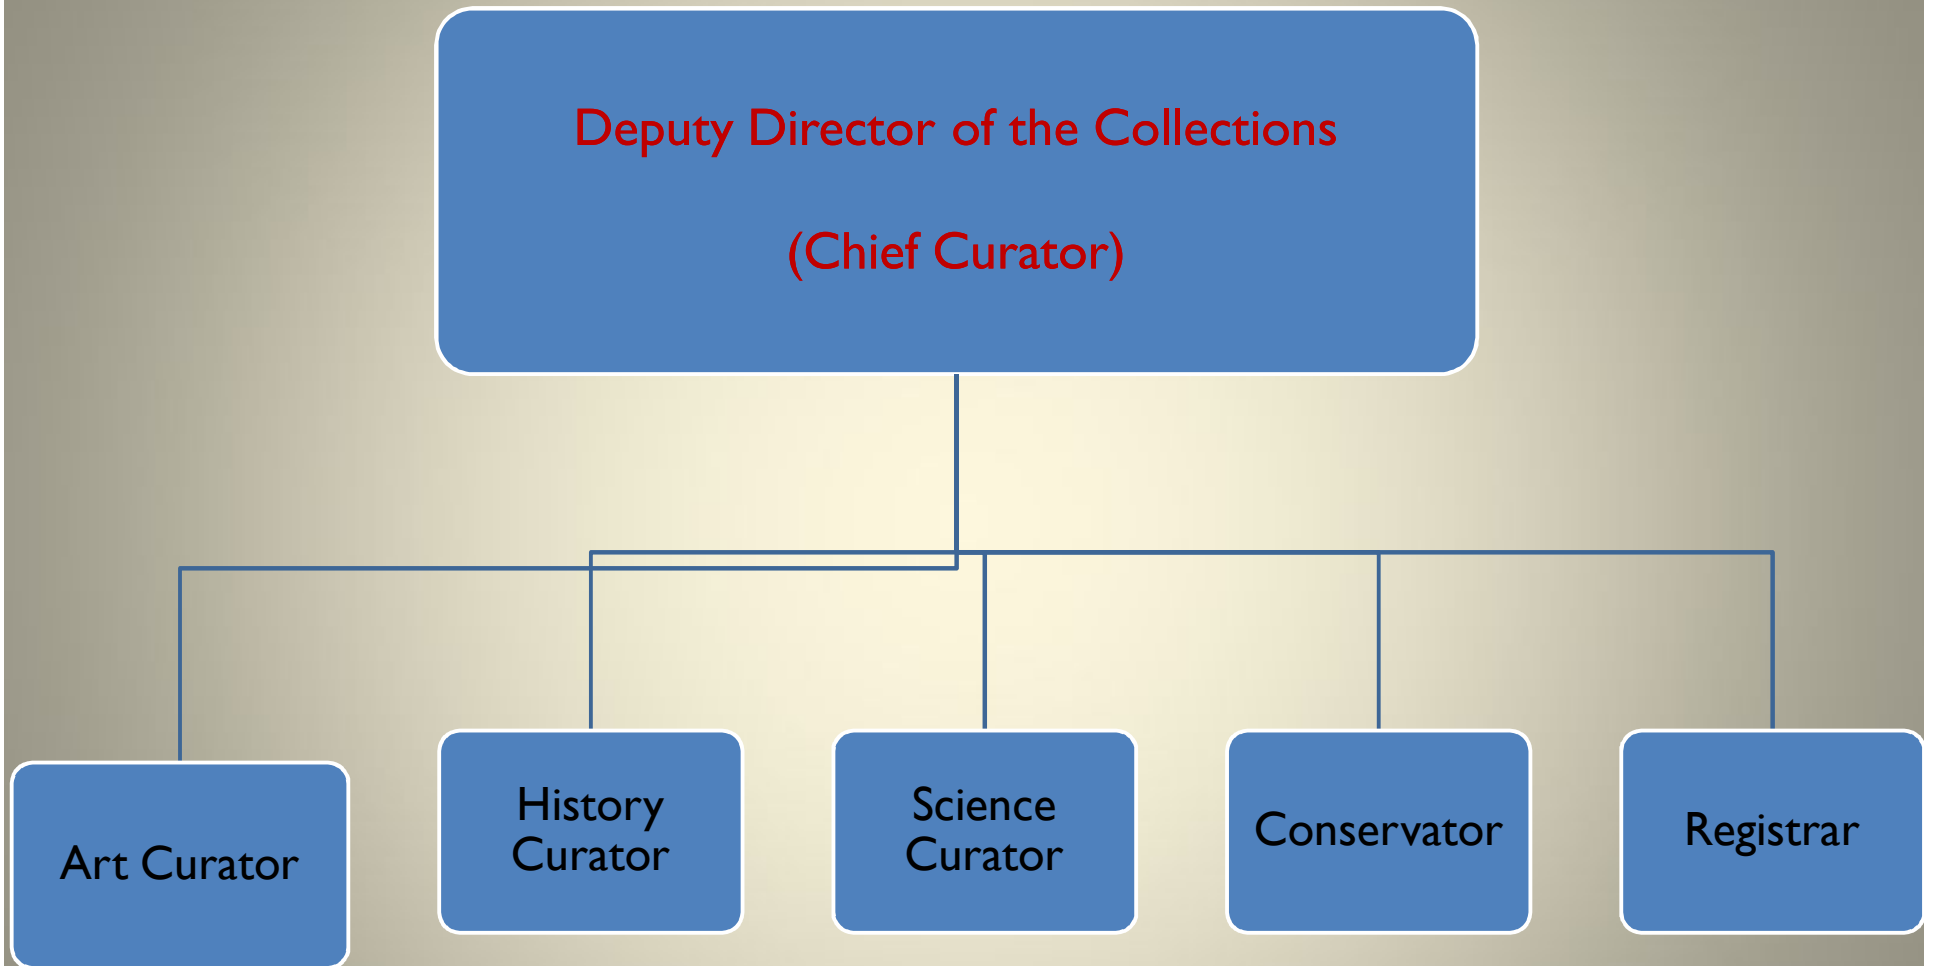 Deputy Director of the Collections
(Chief Curator)
Art Curator
History
Curator
Science
Curator
Conservator
Registrar